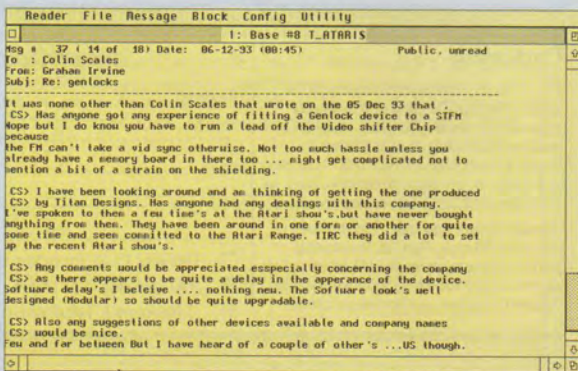 Reader File Message Block Config Utility
1: Base #8 T_ATARIS
Msg # 37 ( 14 of 18) Date: 06-12-93 (08:45) Public, unread
To : Colin Scales
From: Graham Irvine
Subj: Re: genlocks
It was none other than Colin Scales that wrote on the 05 Dec 93 that .
CS> Has anyone got any experience of fitting a Genlock device to a STFM
Nope but I do know you have to run a lead off the Video shifter Chip
because
the FM can't take a vid sync otherwise. Not too much hassle unless you
already have a memory board in there too ... might get complicated not to
mention a bit of a strain on the shielding.
CS> I have been looking around and am thinking of getting the one produced
CS> by Titan Designs. Has anyone had any dealings with this company.
I've spoken to them a few time's at the Atari show's.but have never bought
anything from them. They have been around in one form or another for quite
some time and seem committed to the Atari Range. IIRC they did a lot to set
up the recent Atari show's.
CS> Any comments would be appreciated esspecially concerning the company
CS> as there appears to be quite a delay in the apperance of the device.
Software delay's I beleive .... nothing new. The Software look's well
designed (Modular) so should be quite upgradable.
CS> Also any suggestions of other devices available and company names
CS> would be nice.
Few and far between But I have heard of a couple of other's ...US though.